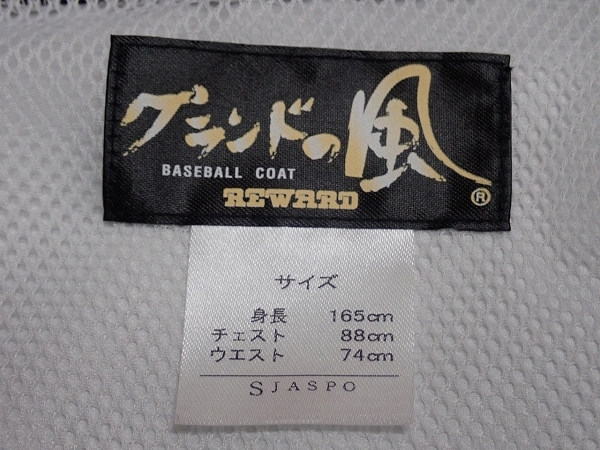 グランドの風
BASEBALL COAT
REWARD ®
サイズ
身長 165cm
チェスト 88cm
ウエスト 74cm
S JASPO